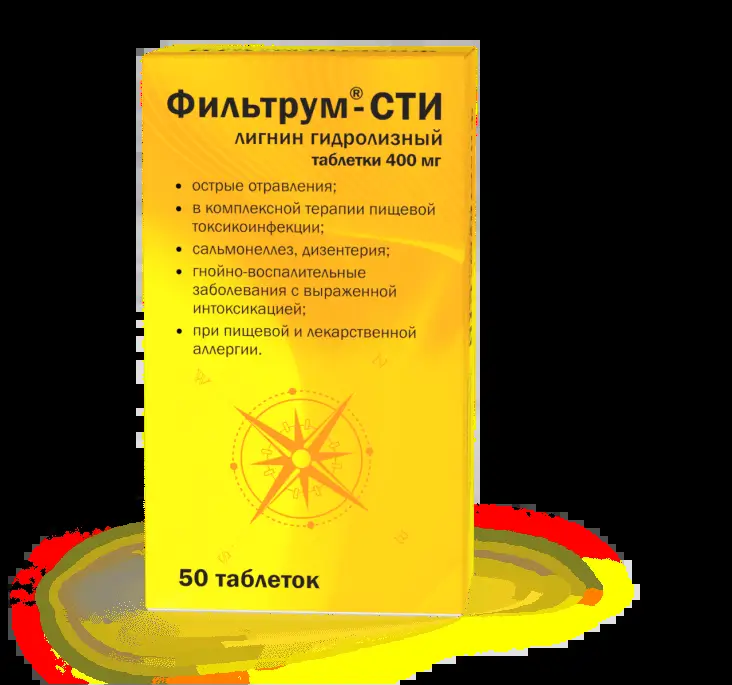 Фильтрум®-СТИ
лигнин гидролизный
таблетки 400 мг
• острые отравления;
• в комплексной терапии пищевой
токсикоинфекции;
• сальмонеллез, дизентерия;
• гнойно-воспалительные
заболевания с выраженной
интоксикацией;
• при пищевой и лекарственной
аллергии.
W N
S E
50 таблеток